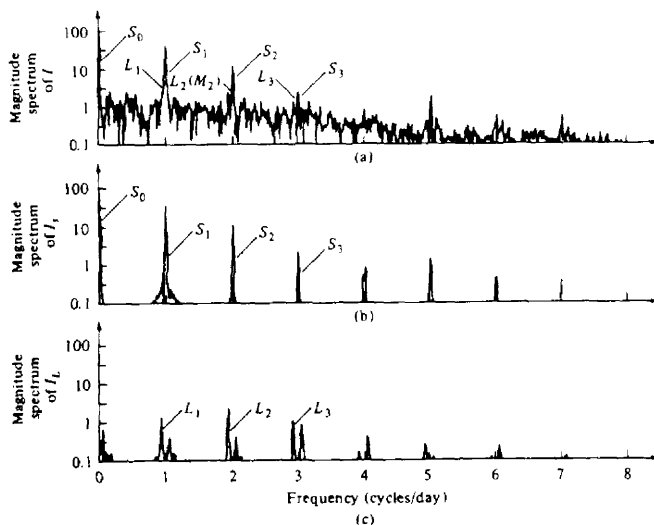 Magnitude
spectrum
of I
100
10
1
0.1
S0
L1
S1
L2(M2)
S2
L3
S3
(a)
Magnitude
spectrum
of Is
100
10
1
0.1
S0
S1
S2
S3
(b)
Magnitude
spectrum
of IL
100
10
1
0.1
L1
L2
L3
0 1 2 3 4 5 6 7 8
Frequency (cycles/day)
(c)